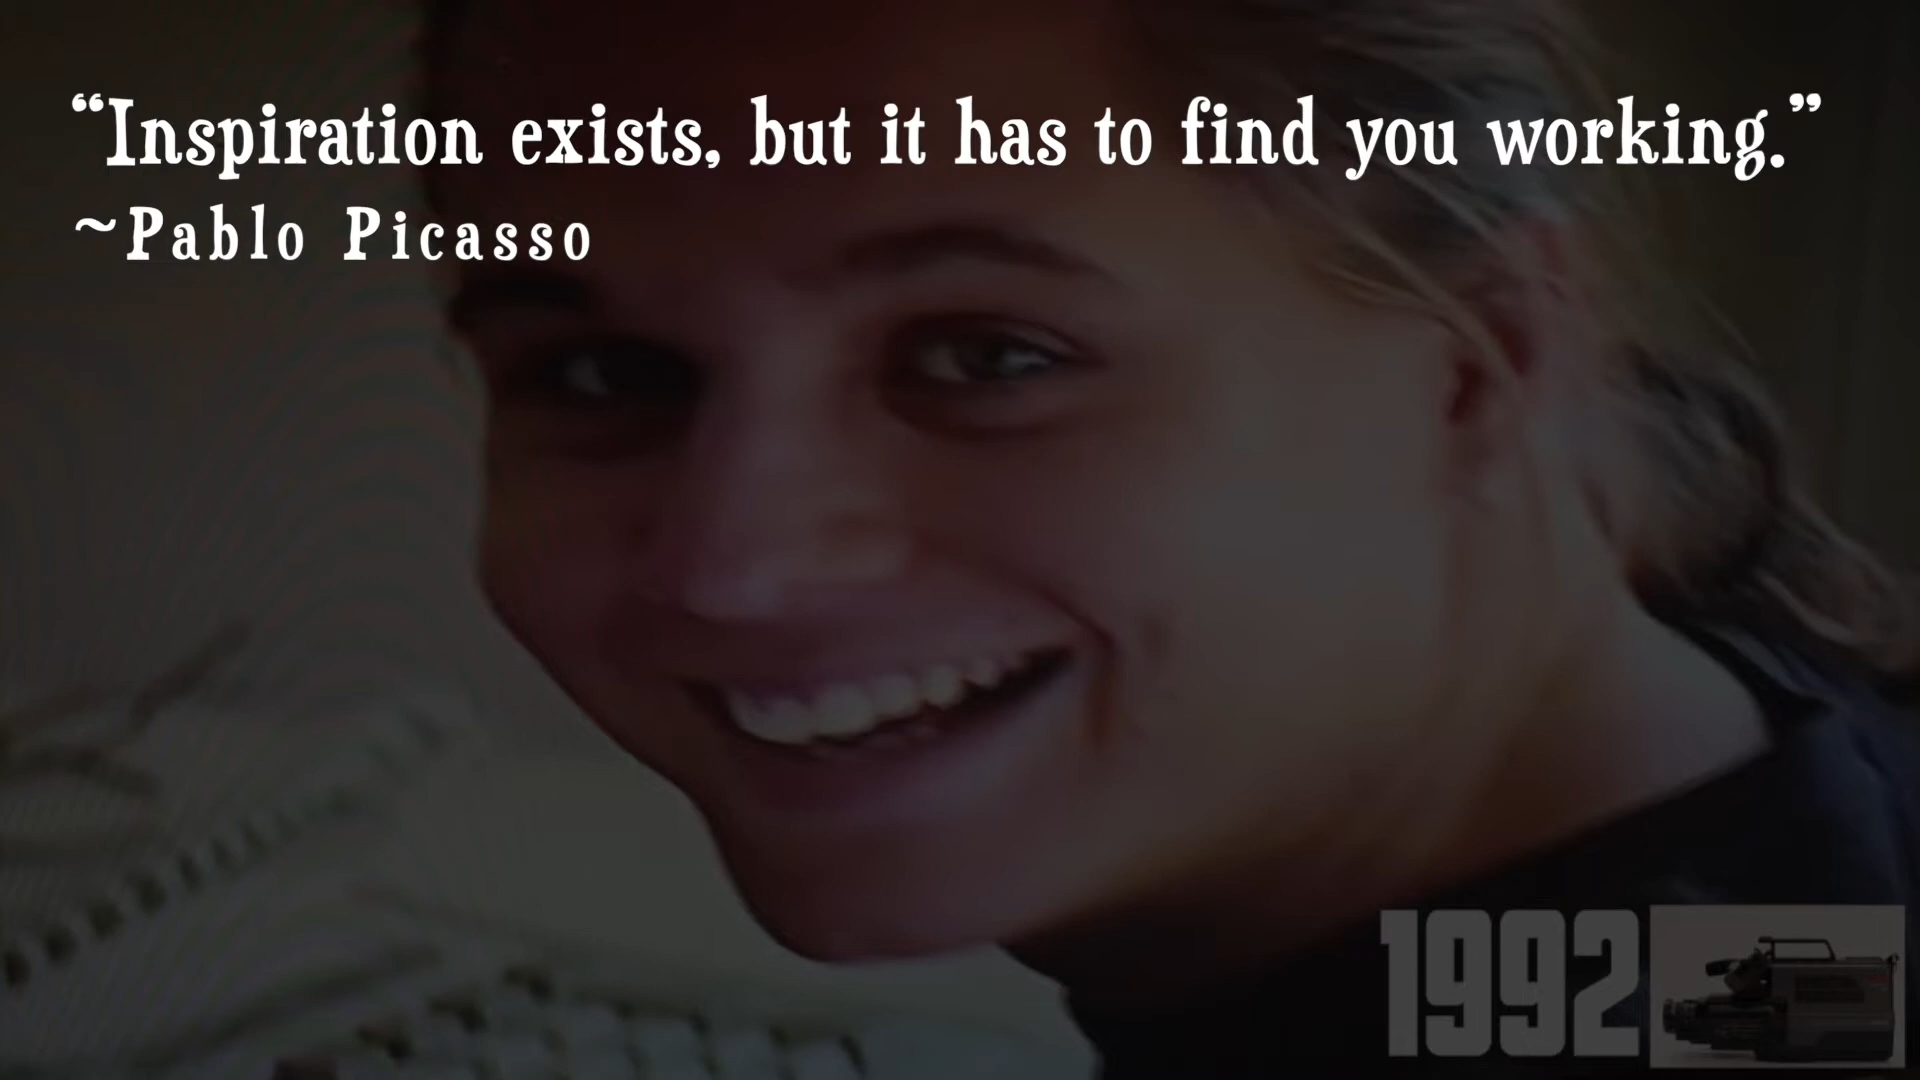 “Inspiration exists, but it has to find you working.”
~Pablo Picasso
1992